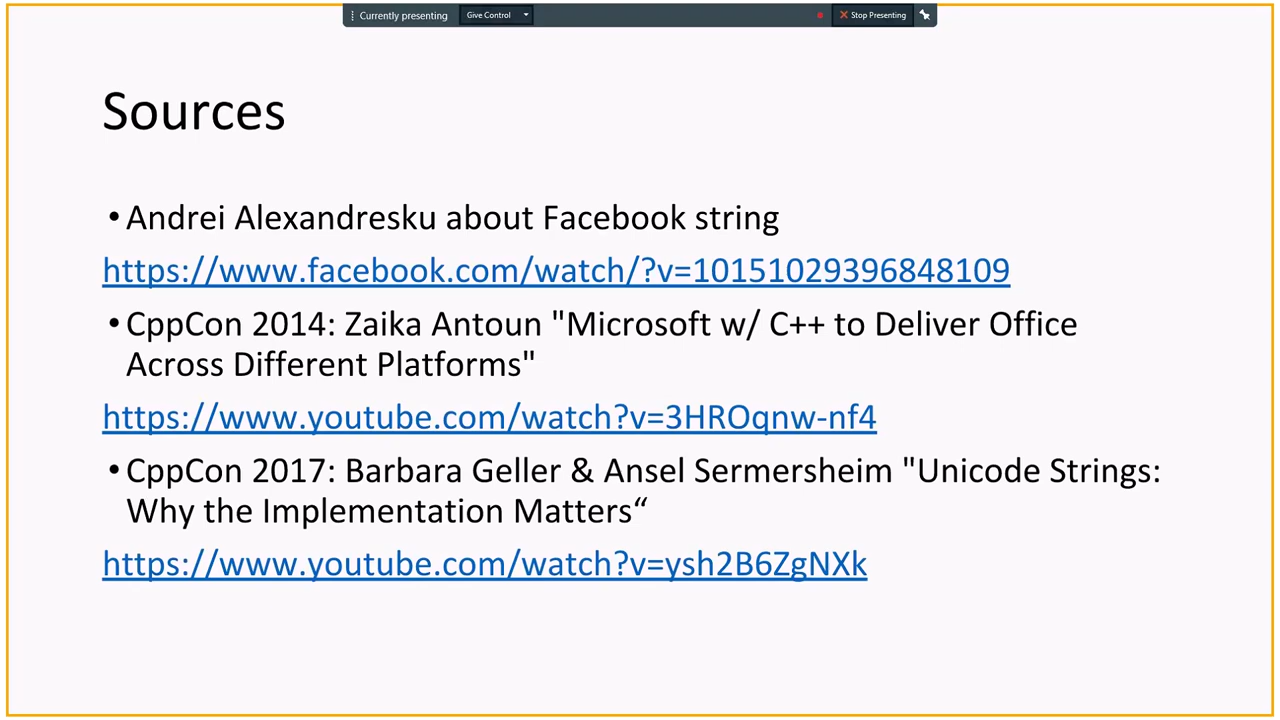 Currently presenting Give Control Stop Presenting
Sources
• Andrei Alexandresku about Facebook string
https://www.facebook.com/watch/?v=10151029396848109
• CppCon 2014: Zaika Antoun "Microsoft w/ C++ to Deliver Office
Across Different Platforms"
https://www.youtube.com/watch?v=3HROqnw-nf4
• CppCon 2017: Barbara Geller & Ansel Sermersheim "Unicode Strings:
Why the Implementation Matters“
https://www.youtube.com/watch?v=ysh2B6ZgNXk